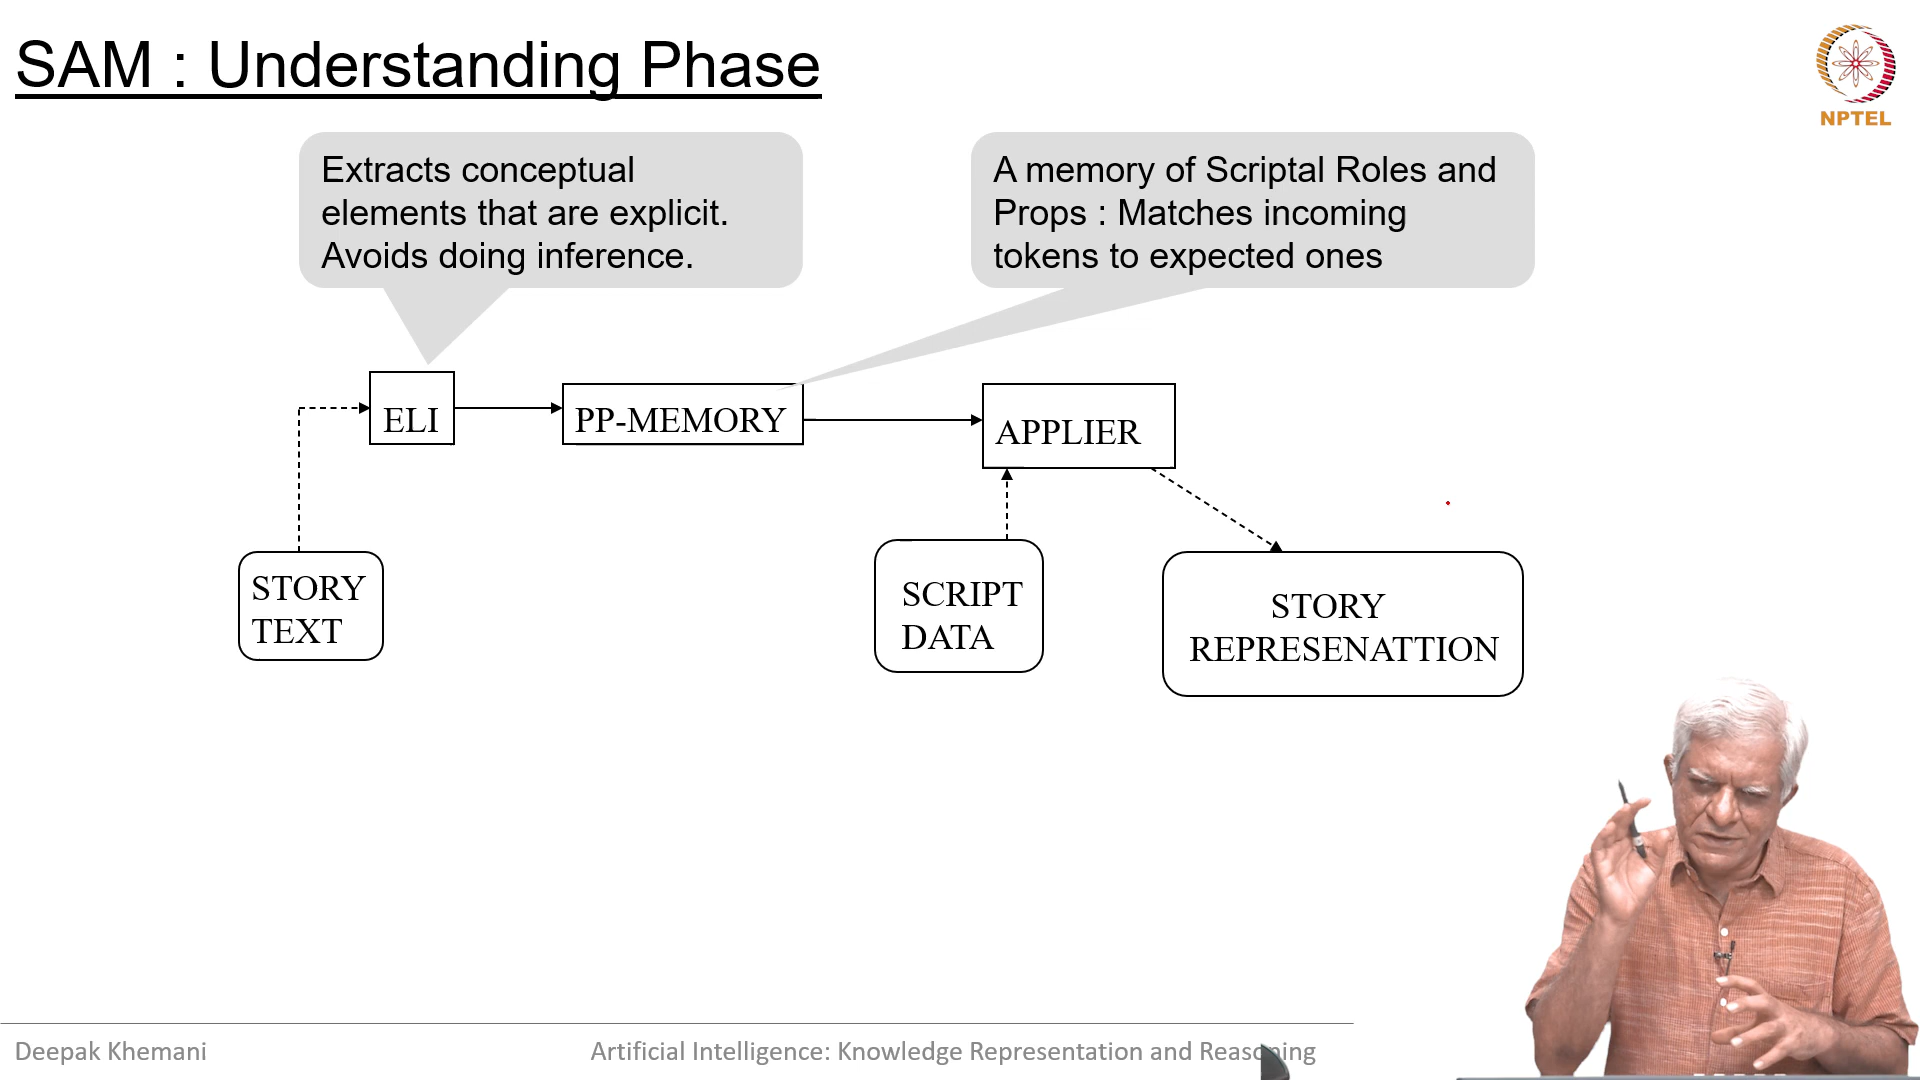 SAM : Understanding Phase
NPTEL
Extracts conceptual
elements that are explicit.
Avoids doing inference.
A memory of Scriptal Roles and
Props : Matches incoming
tokens to expected ones
ELI
PP-MEMORY
APPLIER
STORY
TEXT
SCRIPT
DATA
STORY
REPRESENATTION
Deepak Khemani
Artificial Intelligence: Knowledge Representation and Reasoning